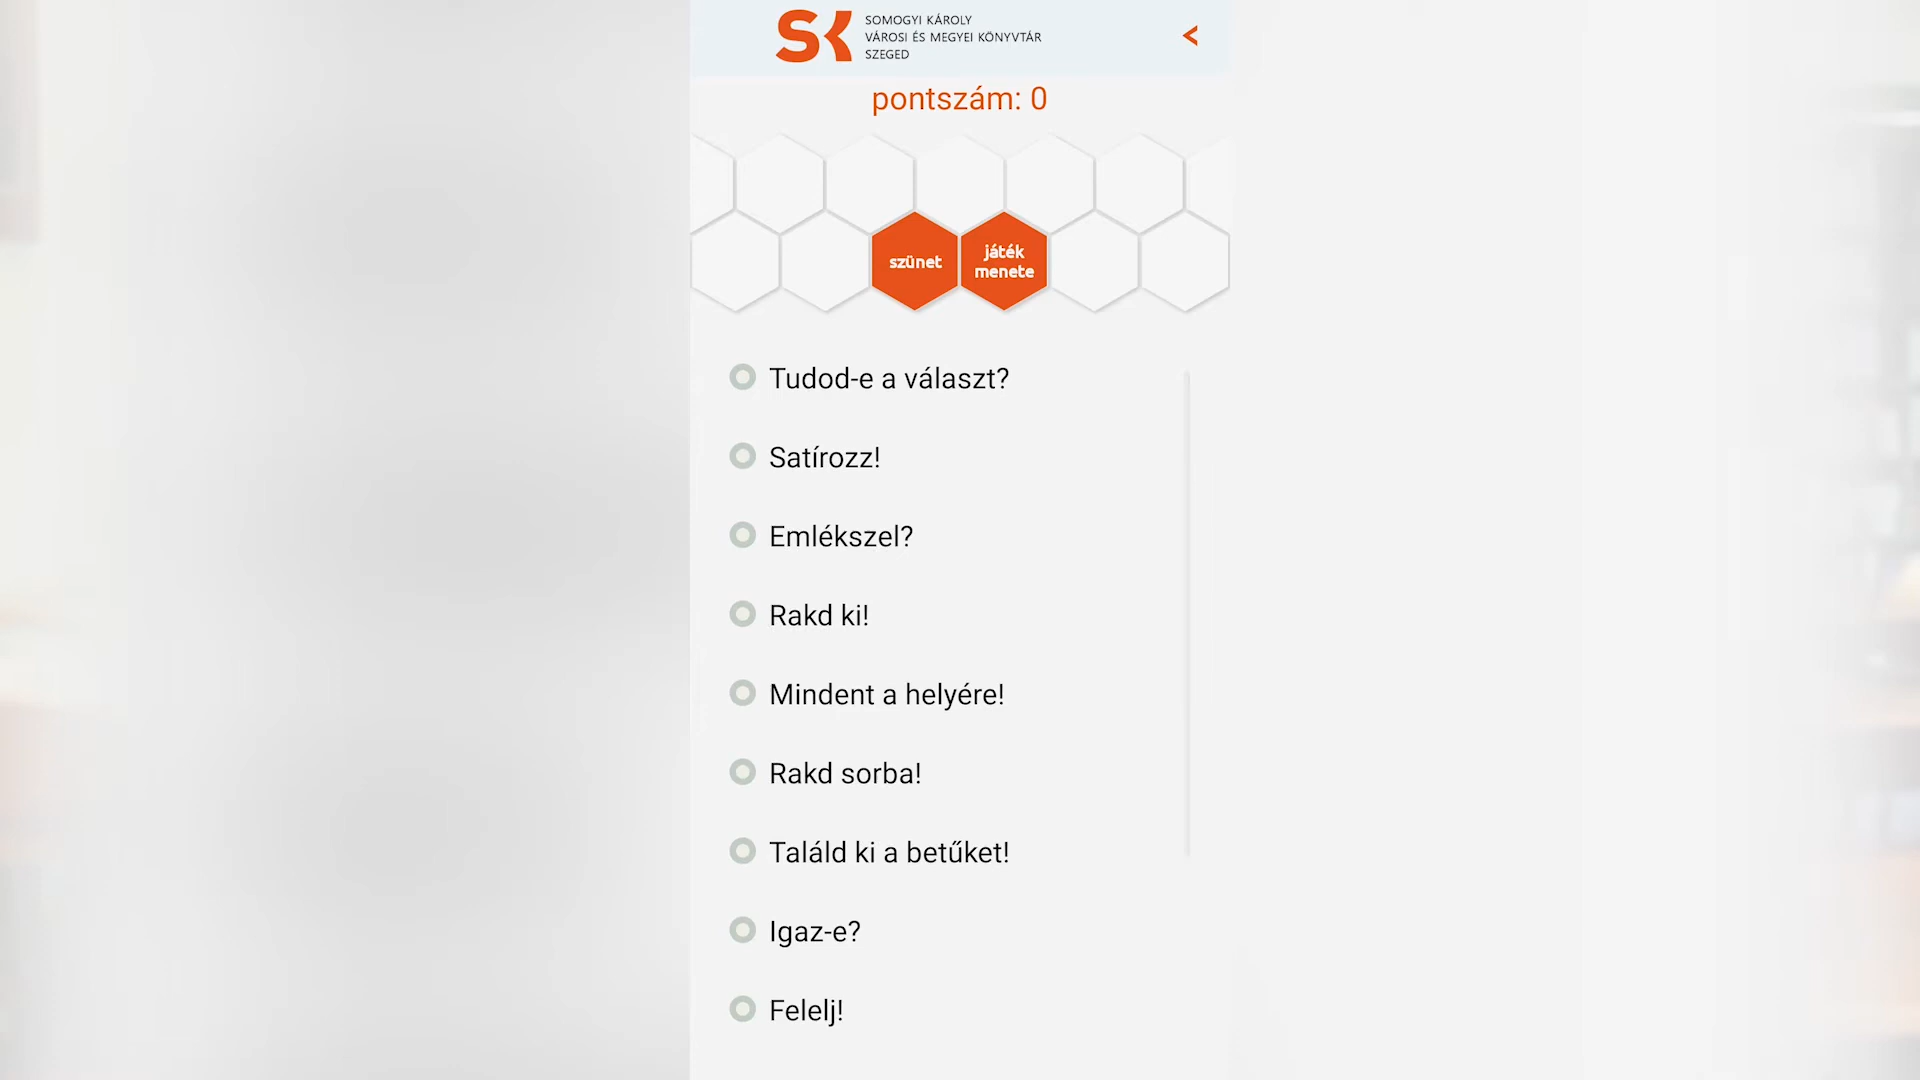 SK
SOMOGYI KÁROLY
VÁROSI ÉS MEGYEI KÖNYVTÁR
SZEGED
<
pontszám: 0
szünet
játék
menete
Tudod-e a választ?
Satírozz!
Emlékszel?
Rakd ki!
Mindent a helyére!
Rakd sorba!
Találd ki a betűket!
Igaz-e?
Felelj!